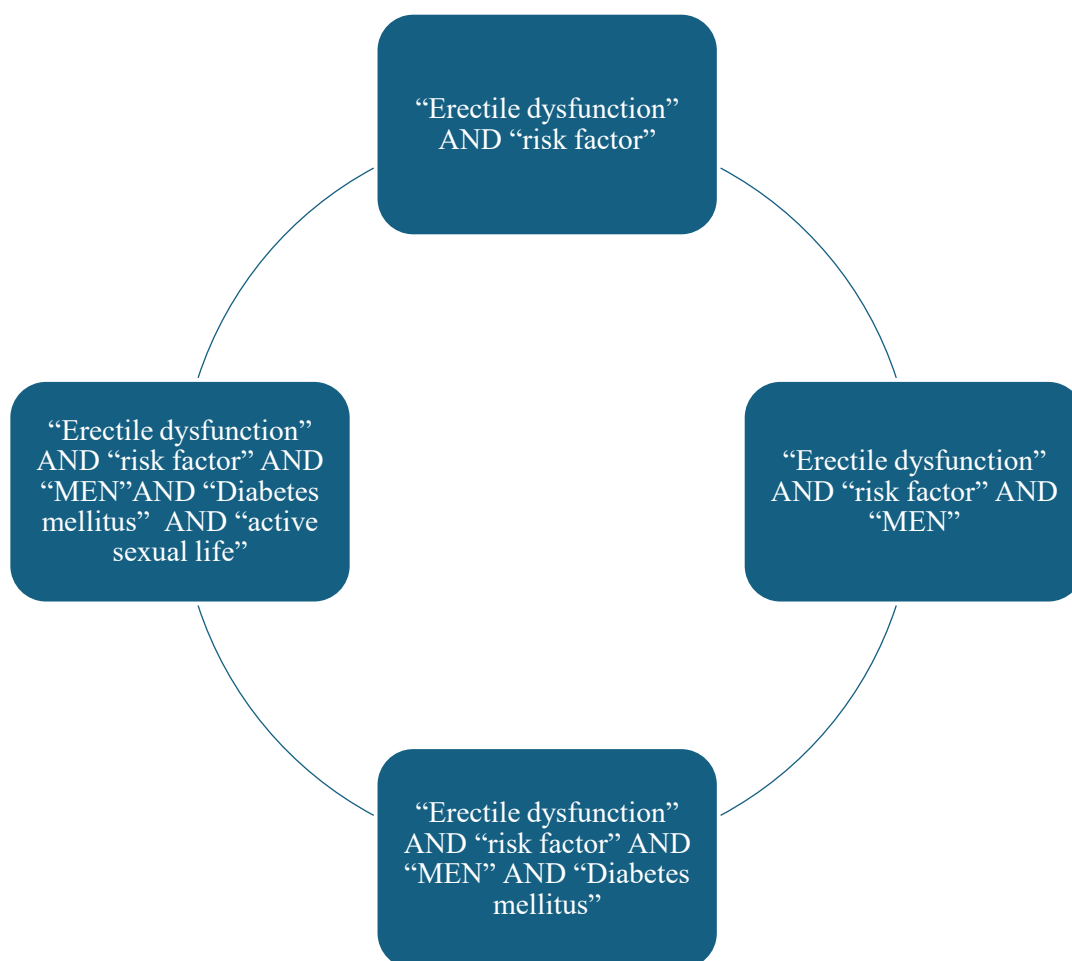 “Erectile dysfunction”
AND “risk factor”
“Erectile dysfunction”
AND “risk factor” AND
“MEN”
“Erectile dysfunction”
AND “risk factor” AND
“MEN” AND “Diabetes
mellitus”
“Erectile dysfunction”
AND “risk factor” AND
“MEN”AND “Diabetes
mellitus”  AND “active
sexual life”